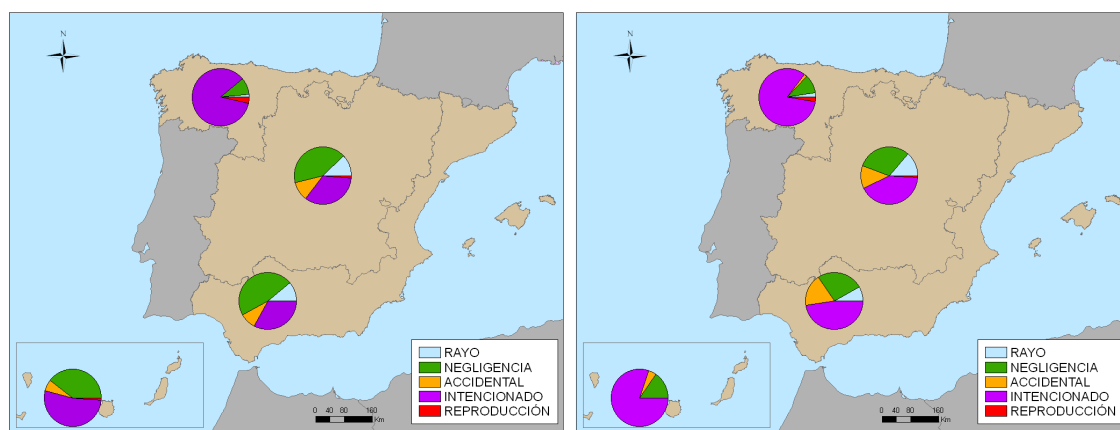 N
RAYO
NEGLIGENCIA
ACCIDENTAL
INTENCIONADO
REPRODUCCIÓN
0 40 80 160
Km
N
RAYO
NEGLIGENCIA
ACCIDENTAL
INTENCIONADO
REPRODUCCIÓN
0 40 80 160
Km